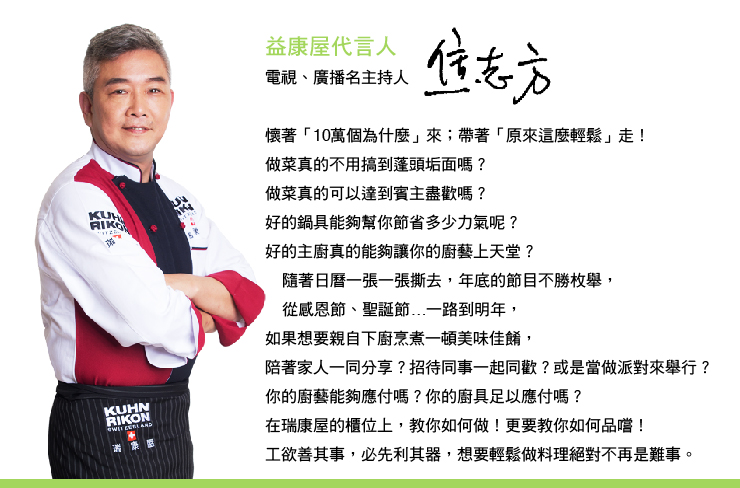 益康屋代言人
電視、廣播名主持人 焦志方
懷著「10萬個為什麼」來；帶著「原來這麼輕鬆」走！
做菜真的不用搞到蓬頭垢面嗎？
做菜真的可以達到賓主盡歡嗎？
好的鍋具能夠幫你節省多少力氣呢？
好的主廚真的能夠讓你的廚藝上天堂？
隨著日曆一張一張撕去，年底的節目不勝枚舉，
從感恩節、聖誕節…一路到明年，
如果想要親自下廚烹煮一頓美味佳餚，
陪著家人一同分享？招待同事一起同歡？或是當做派對來舉行？
你的廚藝能夠應付嗎？你的廚具足以應付嗎？
在瑞康屋的櫃位上，教你如何做！更要教你如何品嚐！
工欲善其事，必先利其器，想要輕鬆做料理絕對不再是難事。
KUHN
RIKON
KUHN
RIKON
SWITZERLAND
瑞康屋